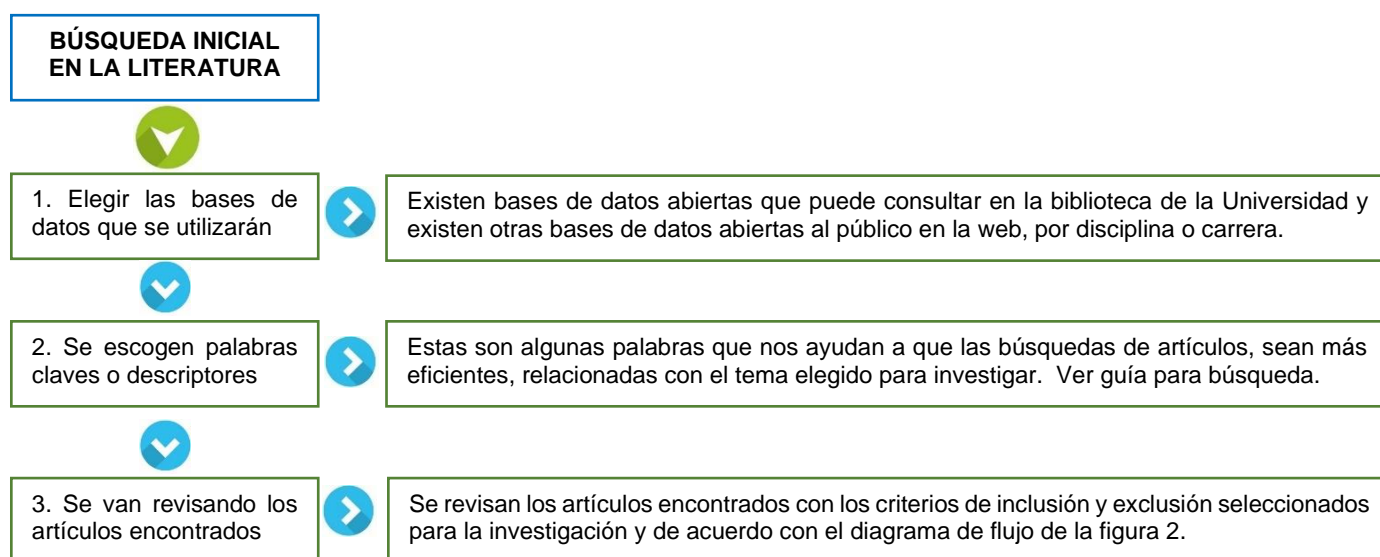 BÚSQUEDA INICIAL
EN LA LITERATURA
1. Elegir las bases de
datos que se utilizarán
Existen bases de datos abiertas que puede consultar en la biblioteca de la Universidad y
existen otras bases de datos abiertas al público en la web, por disciplina o carrera.
2. Se escogen palabras
claves o descriptores
Estas son algunas palabras que nos ayudan a que las búsquedas de artículos, sean más
eficientes, relacionadas con el tema elegido para investigar. Ver guía para búsqueda.
3. Se van revisando los
artículos encontrados
Se revisan los artículos encontrados con los criterios de inclusión y exclusión seleccionados
para la investigación y de acuerdo con el diagrama de flujo de la figura 2.